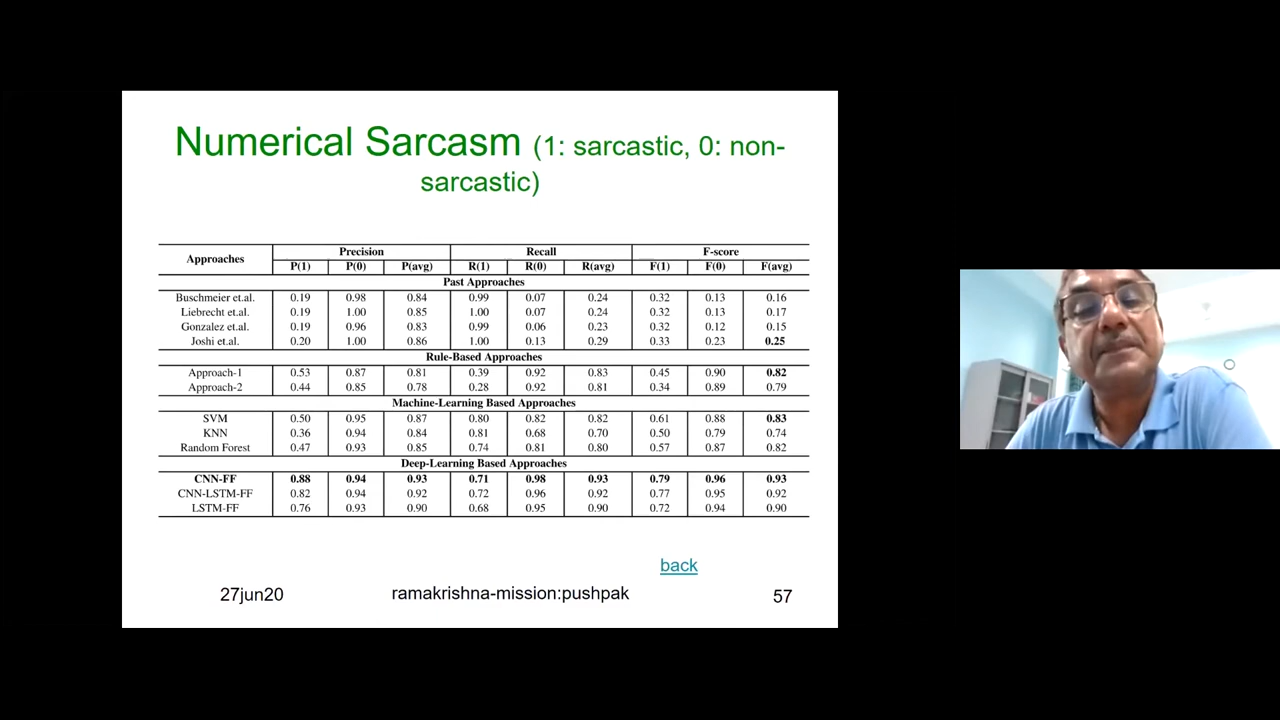 Numerical Sarcasm (1: sarcastic, 0: non-
sarcastic)
Approaches Precision Recall F-score
P(1) P(0) P(avg) R(1) R(0) R(avg) F(1) F(0) F(avg)
Past Approaches
Buschmeier et.al. 0.19 0.98 0.84 0.99 0.07 0.24 0.32 0.13 0.16
Liebrecht et.al. 0.19 1.00 0.85 1.00 0.07 0.24 0.32 0.13 0.17
Gonzalez et.al. 0.19 0.96 0.83 0.99 0.06 0.23 0.32 0.12 0.15
Joshi et.al. 0.20 1.00 0.86 1.00 0.13 0.29 0.33 0.23 0.25
Rule-Based Approaches
Approach-1 0.53 0.87 0.81 0.39 0.92 0.83 0.45 0.90 0.82
Approach-2 0.44 0.85 0.78 0.28 0.92 0.81 0.34 0.89 0.79
Machine-Learning Based Approaches
SVM 0.50 0.95 0.87 0.80 0.82 0.82 0.61 0.88 0.83
KNN 0.36 0.94 0.84 0.81 0.68 0.70 0.50 0.79 0.74
Random Forest 0.47 0.93 0.85 0.74 0.81 0.80 0.57 0.87 0.82
Deep-Learning Based Approaches
CNN-FF 0.88 0.94 0.93 0.71 0.98 0.93 0.79 0.96 0.93
CNN-LSTM-FF 0.82 0.94 0.92 0.72 0.96 0.92 0.77 0.95 0.92
LSTM-FF 0.76 0.93 0.90 0.68 0.95 0.90 0.72 0.94 0.90
back
27jun20 ramakrishna-mission:pushpak 57